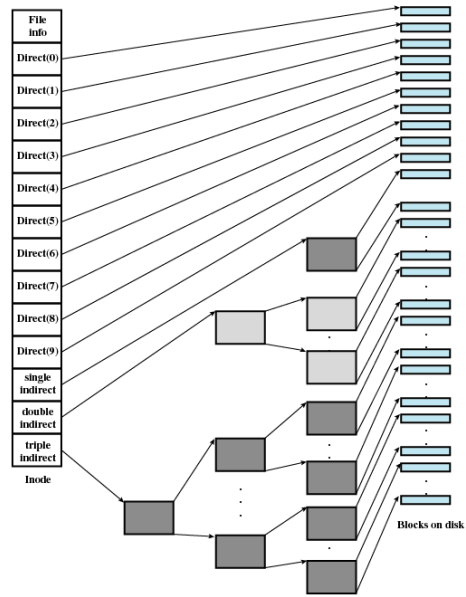 File
info
Direct(0)
Direct(1)
Direct(2)
Direct(3)
Direct(4)
Direct(5)
Direct(6)
Direct(7)
Direct(8)
Direct(9)
single
indirect
double
indirect
triple
indirect
Inode
Blocks on disk